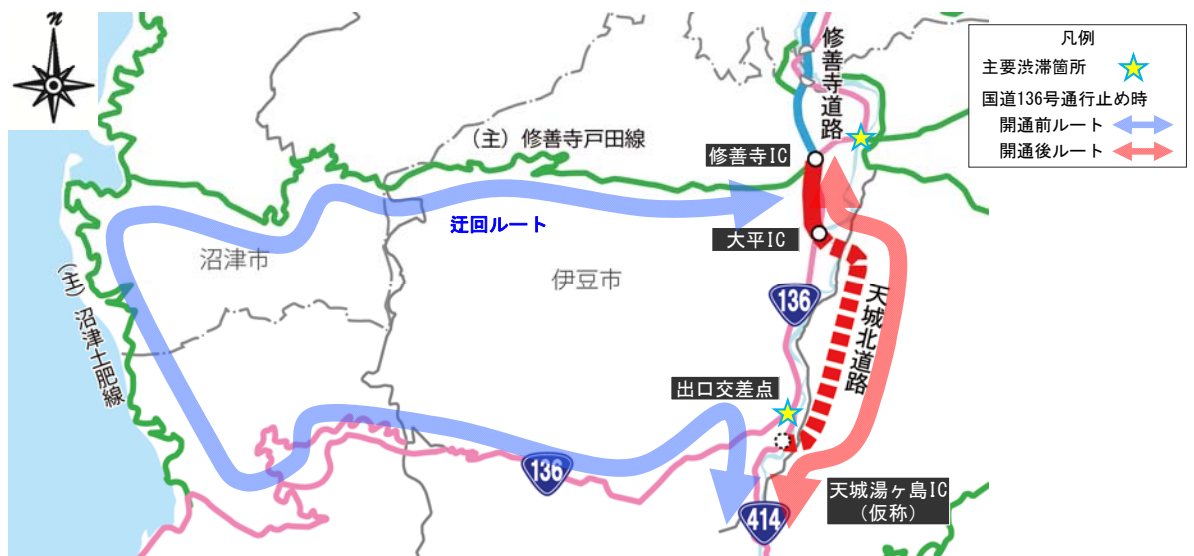 N
修善寺道路
(主)修善寺戸田線
修善寺IC
迂回ルート
大平IC
沼津市
伊豆市
136
天城北道路
(主)沼津土肥線
出口交差点
136
天城湯ヶ島IC
(仮称)
414
凡例
主要渋滞箇所
国道136号通行止め時
開通前ルート
開通後ルート